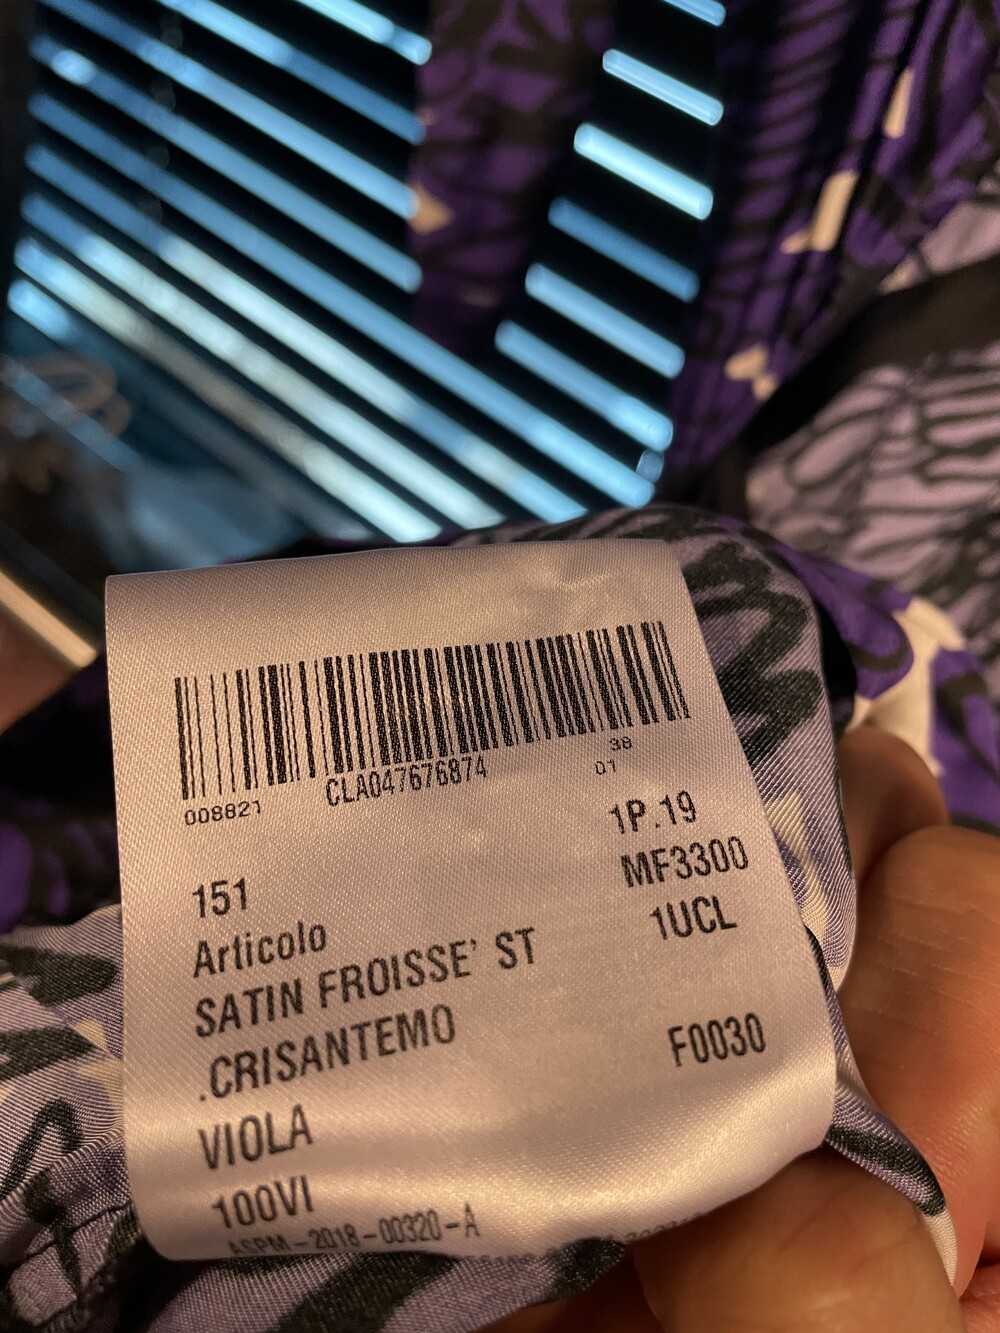 38
008821 CLA047676874 01
151 1P.19
Articolo MF3300
SATIN FROISSE' ST 1UCL
.CRISANTEMO
VIOLA F0030
100VI
ASPM-2018-00320-A